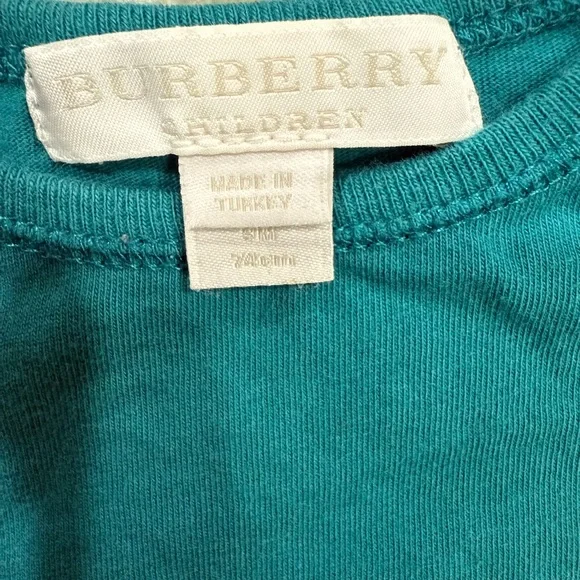 BURBERRY
CHILDREN
MADE IN
TURKEY
9M
74cm